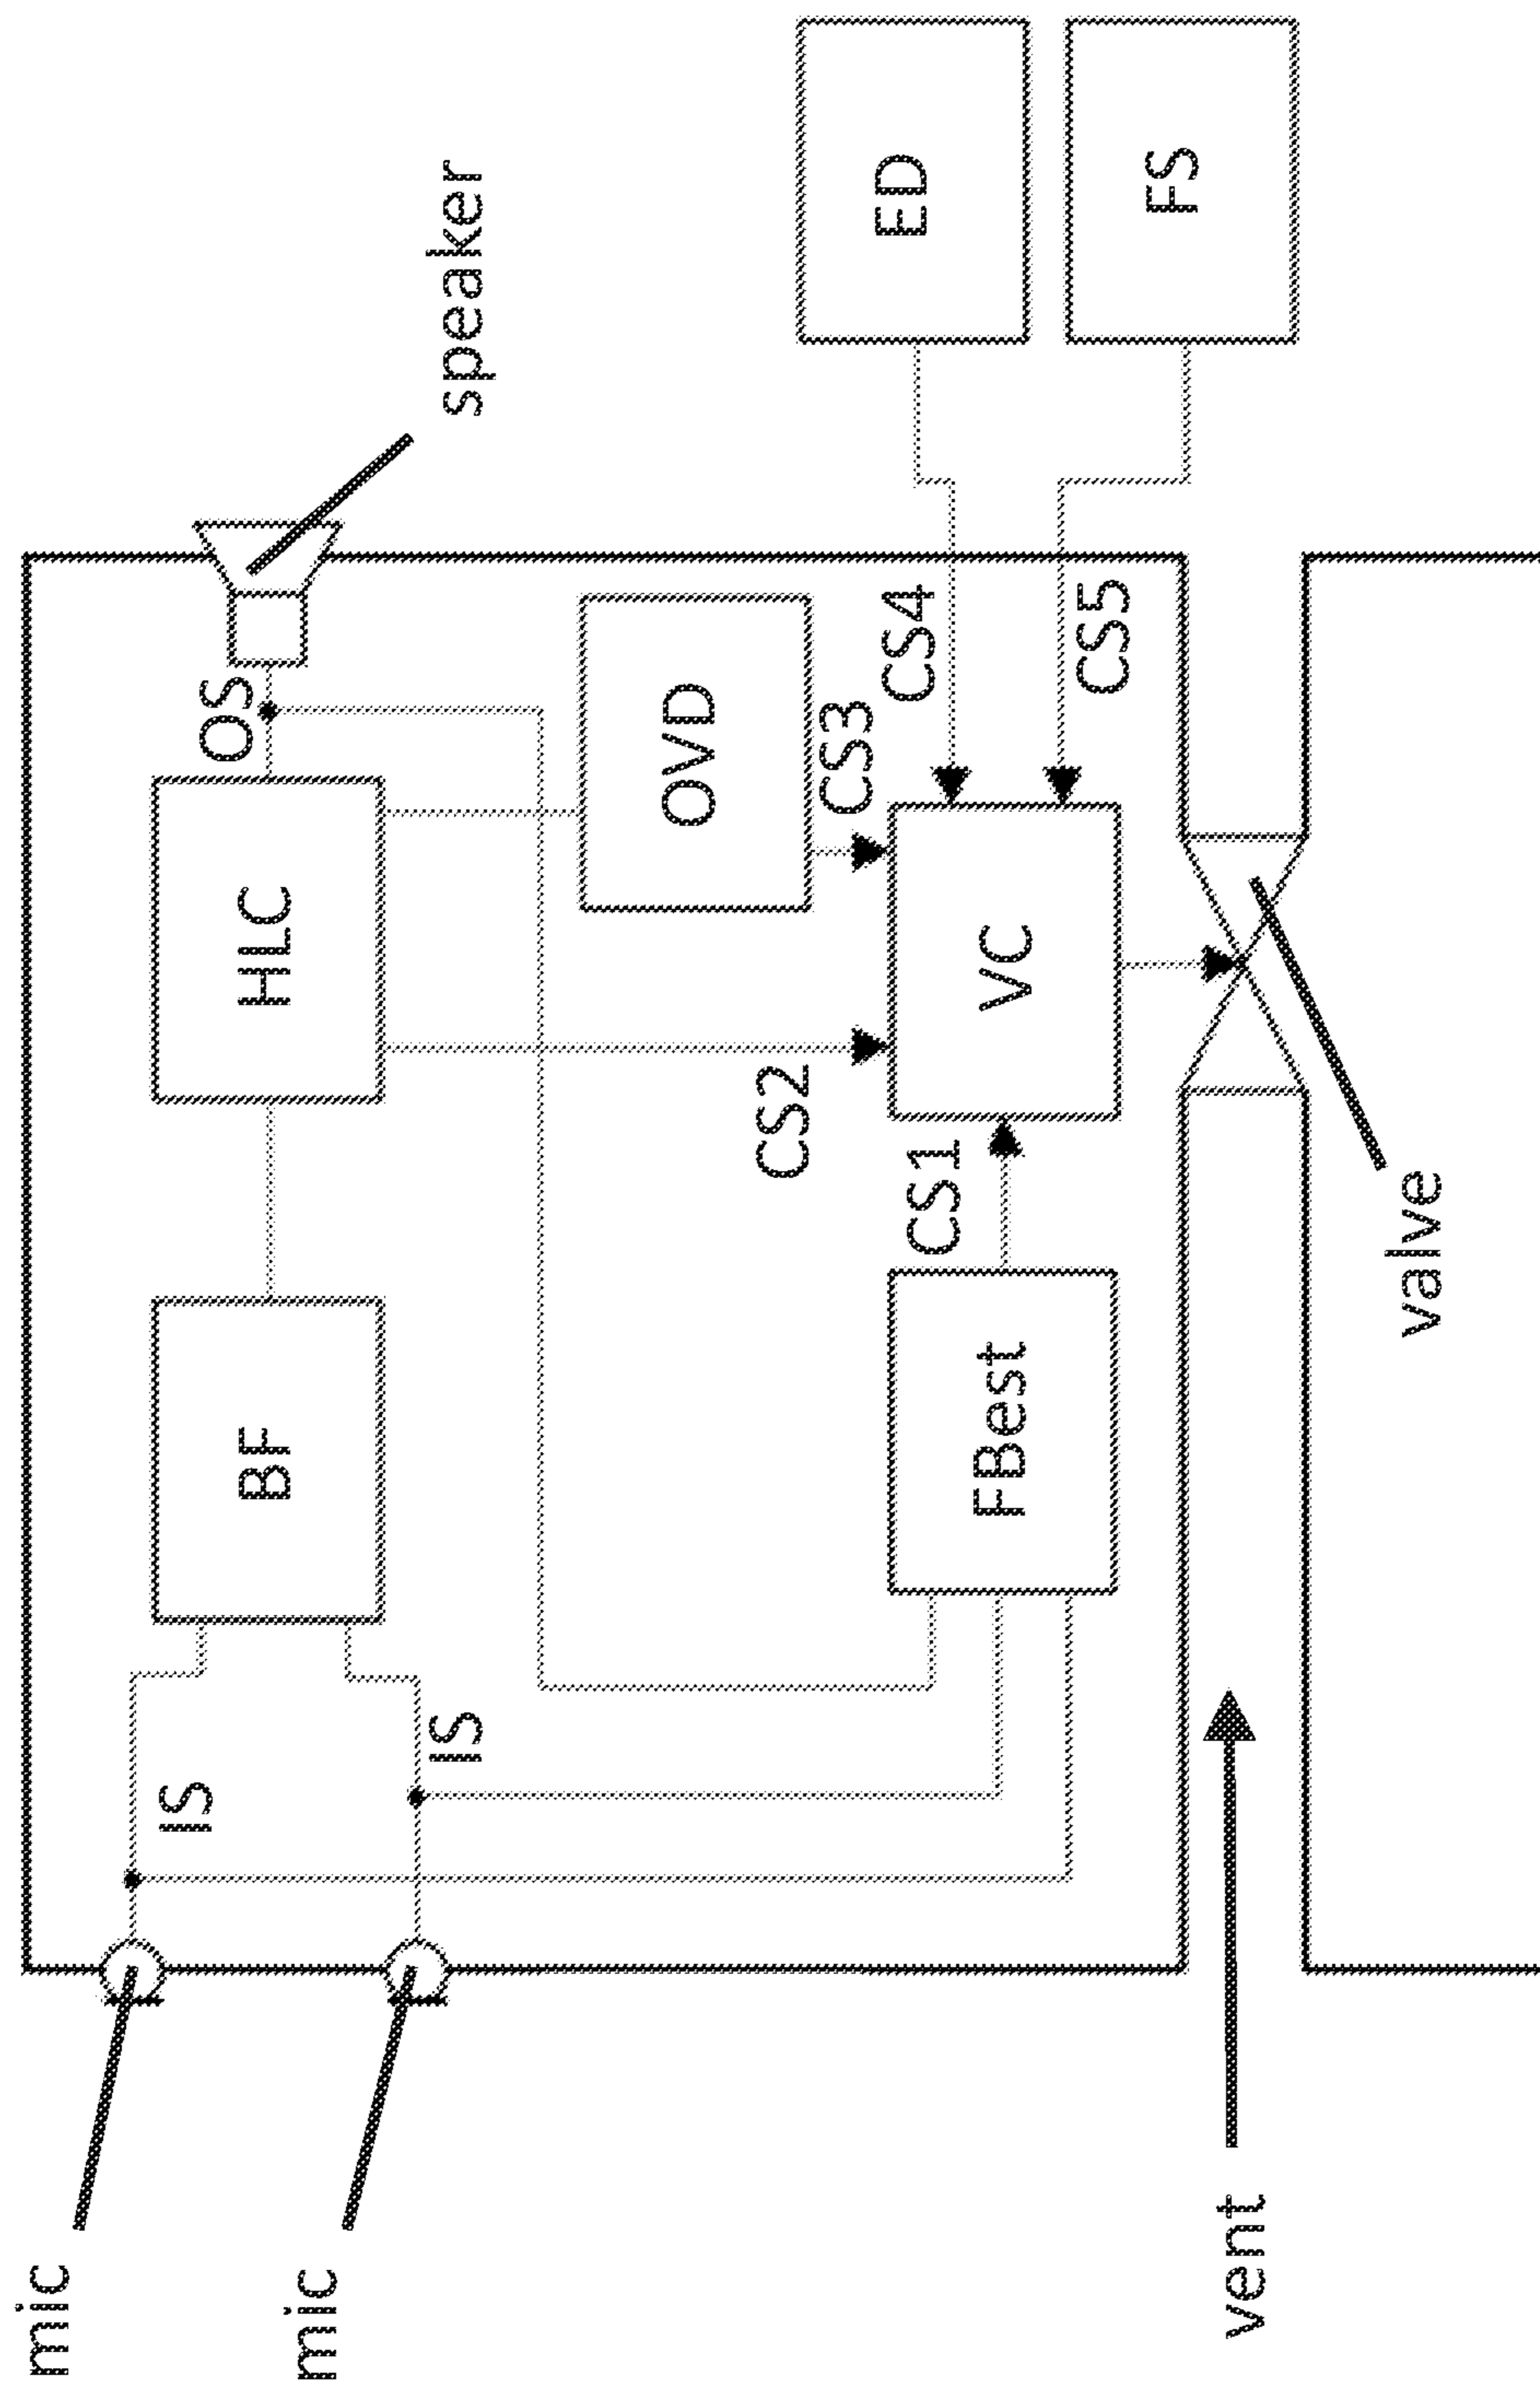 mic
mic
IS
IS
BF
HLC
OS
speaker
OVD
CS2
CS3
CS4
CS5
CS1
FBest
VC
ED
FS
vent
valve